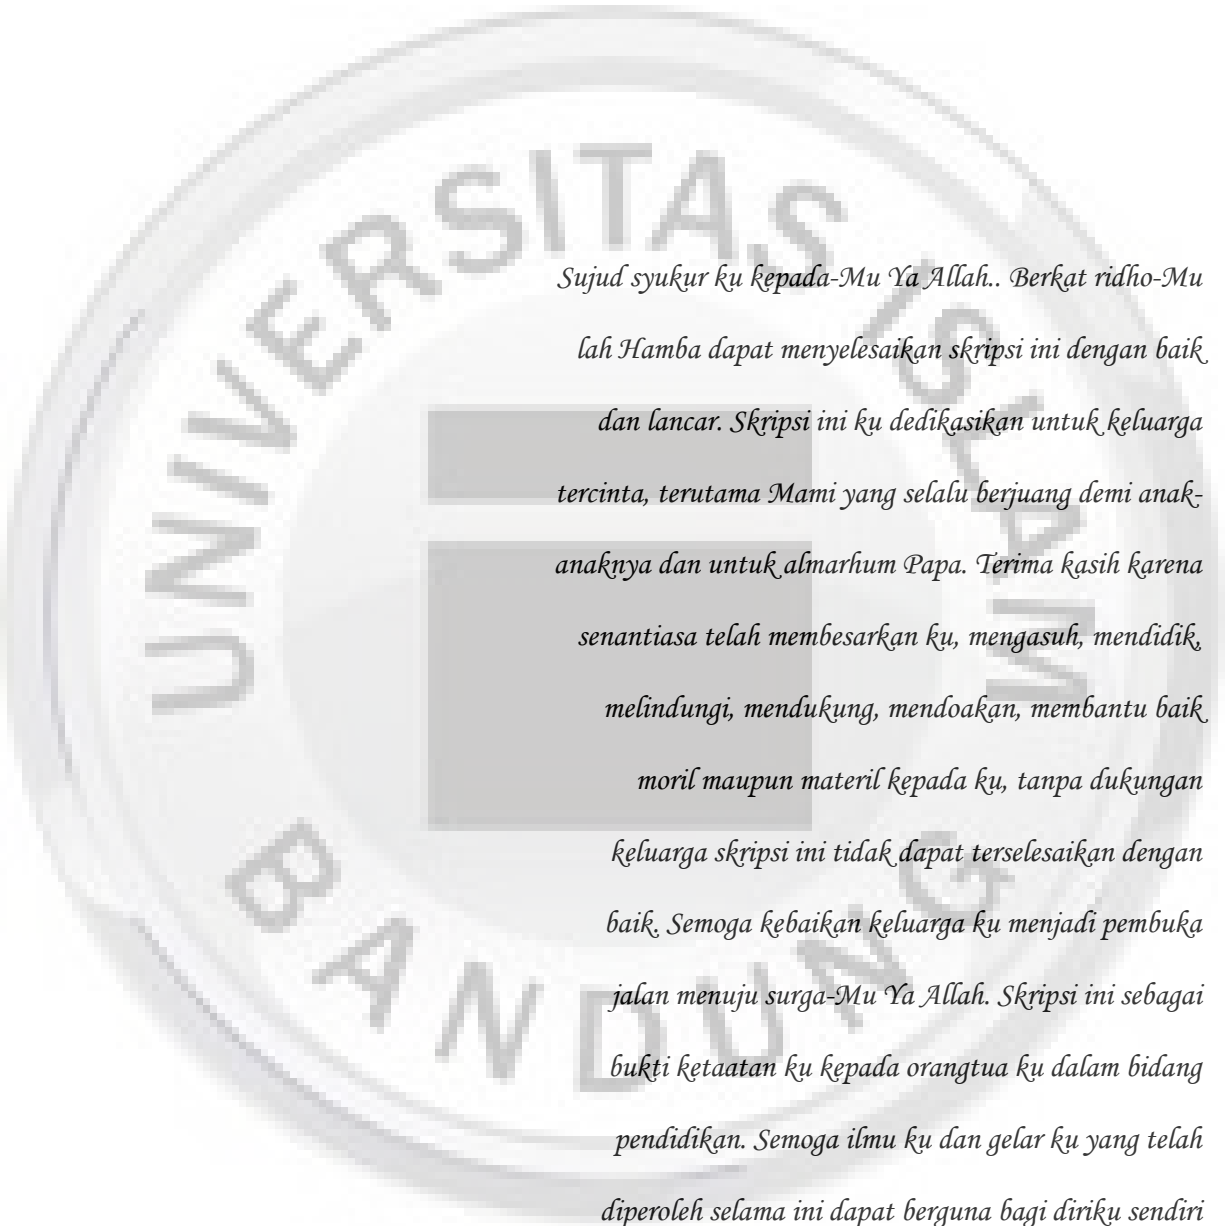 UNIVERSITAS ISLAM
BANDUNG
Sujud syukur ku kepada-Mu Ya Allah.. Berkat ridho-Mu
lah Hamba dapat menyelesaikan skripsi ini dengan baik
dan lancar. Skripsi ini ku dedikasikan untuk keluarga
tercinta, terutama Mami yang selalu berjuang demi anak-
anaknya dan untuk almarhum Papa. Terima kasih karena
senantiasa telah membesarkan ku, mengasuh, mendidik,
melindungi, mendukung, mendoakan, membantu baik
moril maupun materil kepada ku, tanpa dukungan
keluarga skripsi ini tidak dapat terselesaikan dengan
baik. Semoga kebaikan keluarga ku menjadi pembuka
jalan menuju surga-Mu Ya Allah. Skripsi ini sebagai
bukti ketaatan ku kepada orangtua ku dalam bidang
pendidikan. Semoga ilmu ku dan gelar ku yang telah
diperoleh selama ini dapat berguna bagi diriku sendiri